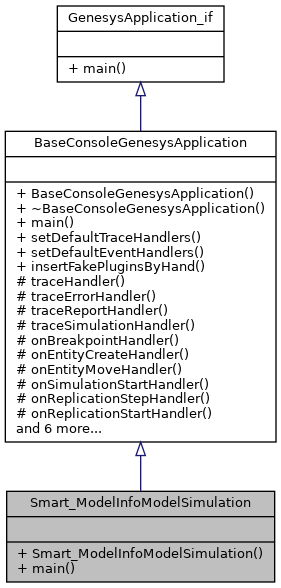 GenesysApplication_if
+ main()
BaseConsoleGenesysApplication
+ BaseConsoleGenesysApplication()
+ ~BaseConsoleGenesysApplication()
+ main()
+ setDefaultTraceHandlers()
+ setDefaultEventHandlers()
+ insertFakePluginsByHand()
# traceHandler()
# traceErrorHandler()
# traceReportHandler()
# traceSimulationHandler()
# onBreakpointHandler()
# onEntityCreateHandler()
# onEntityMoveHandler()
# onSimulationStartHandler()
# onReplicationStepHandler()
# onReplicationStartHandler()
and 6 more...
Smart_ModelInfoModelSimulation
+ Smart_ModelInfoModelSimulation()
+ main()